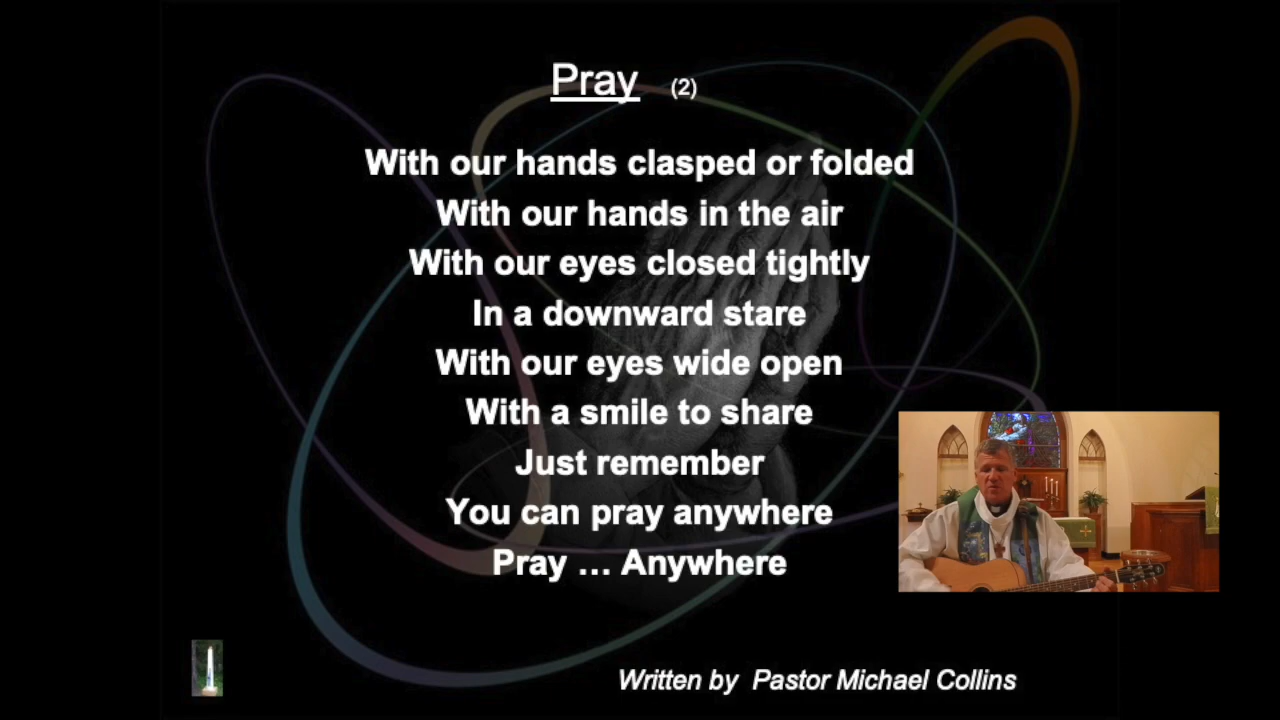 Pray (2)
With our hands clasped or folded
With our hands in the air
With our eyes closed tightly
In a downward stare
With our eyes wide open
With a smile to share
Just remember
You can pray anywhere
Pray … Anywhere
Written by Pastor Michael Collins